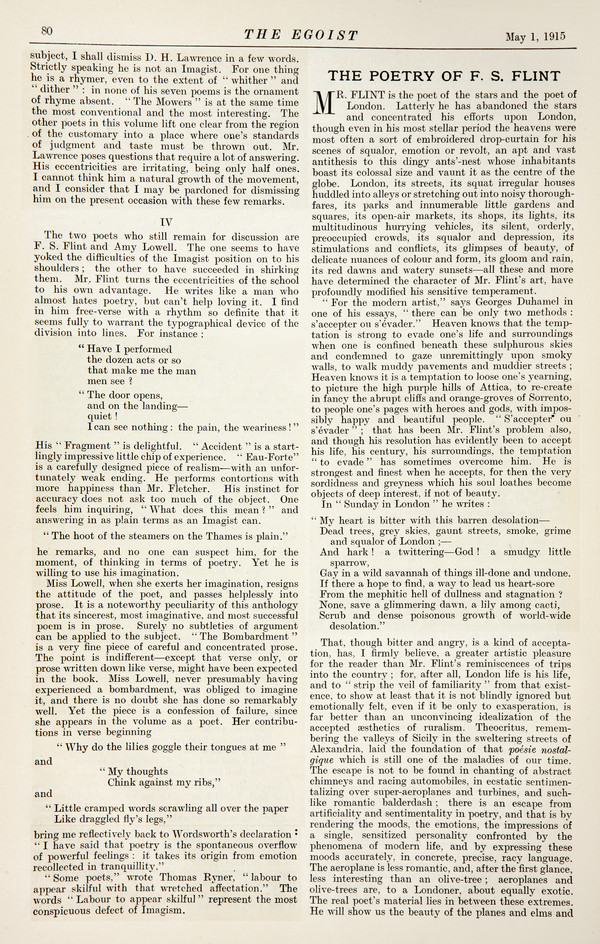 80
THE EGOIST
May 1, 1915
subject, I shall dismiss D. H. Lawrence in a few words.
Strictly speaking he is not an Imagist. For one thing
he is a rhymer, even to the extent of “ whither ” and
“ dither ” : in none of his seven poems is the ornament
of rhyme absent. “ The Mowers ” is at the same time
the most conventional and the most interesting. The
other poets in this volume lift one clear from the region
of the customary into a place where one's standards
of judgment and taste must be thrown out. Mr.
Lawrence poses questions that require a lot of answering.
His eccentricities are irritating, being only half ones.
I cannot think him a natural growth of the movement,
and I consider that I may be pardoned for dismissing
him on the present occasion with these few remarks.
IV
The two poets who still remain for discussion are
F. S. Flint and Amy Lowell. The one seems to have
yoked the difficulties of the Imagist position on to his
shoulders ; the other to have succeeded in shirking
them. Mr. Flint turns the eccentricities of the school
to his own advantage. He writes like a man who
almost hates poetry, but can't help loving it. I find
in him free-verse with a rhythm so definite that it
seems fully to warrant the typographical device of the
division into lines. For instance :
“ Have I performed
the dozen acts or so
that make me the man
men see ?
“ The door opens,
and on the landing—
quiet !
I can see nothing : the pain, the weariness ! ”
His “ Fragment ” is delightful. “ Accident ” is a start-
lingly impressive little chip of experience. “ Eau-Forte”
is a carefully designed piece of realism—with an unfor-
tunately weak ending. He performs contortions with
more happiness than Mr. Fletcher. His instinct for
accuracy does not ask too much of the object. One
feels him inquiring, “ What does this mean ? ” and
answering in as plain terms as an Imagist can.
“ The hoot of the steamers on the Thames is plain.”
he remarks, and no one can suspect him, for the
moment, of thinking in terms of poetry. Yet he is
willing to use his imagination.
Miss Lowell, when she exerts her imagination, resigns
the attitude of the poet, and passes helplessly into
prose. It is a noteworthy peculiarity of this anthology
that its sincerest, most imaginative, and most successful
poem is in prose. Surely no subtleties of argument
can be applied to the subject. “ The Bombardment ”
is a very fine piece of careful and concentrated prose.
The point is indifferent—except that verse only, or
prose written down like verse, might have been expected
in the book. Miss Lowell, never presumably having
experienced a bombardment, was obliged to imagine
it, and there is no doubt she has done so remarkably
well. Yet the piece is a confession of failure, since
she appears in the volume as a poet. Her contribu-
tions in verse beginning
“ Why do the lilies goggle their tongues at me ”
and
“ My thoughts
Chink against my ribs,”
and
“ Little cramped words scrawling all over the paper
Like draggled fly's legs,”
bring me reflectively back to Wordsworth's declaration :
“ I have said that poetry is the spontaneous overflow
of powerful feelings : it takes its origin from emotion
recollected in tranquillity.”
“ Some poets,” wrote Thomas Ryner, “ labour to
appear skilful with that wretched affectation.” The
words “ Labour to appear skilful ” represent the most
conspicuous defect of Imagism.
THE POETRY OF F. S. FLINT
MR. FLINT is the poet of the stars and the poet of
London. Latterly he has abandoned the stars
and concentrated his efforts upon London,
though even in his most stellar period the heavens were
most often a sort of embroidered drop-curtain for his
scenes of squalor, emotion or revolt, an apt and vast
antithesis to this dingy ants'-nest whose inhabitants
boast its colossal size and vaunt it as the centre of the
globe. London, its streets, its squat irregular houses
huddled into alleys or stretching out into noisy thorough-
fares, its parks and innumerable little gardens and
squares, its open-air markets, its shops, its lights, its
multitudinous hurrying vehicles, its silent, orderly,
preoccupied crowds, its squalor and depression, its
stimulations and conflicts, its glimpses of beauty, of
delicate nuances of colour and form, its gloom and rain,
its red dawns and watery sunsets—all these and more
have determined the character of Mr. Flint's art, have
profoundly modified his sensitive temperament.
“ For the modern artist,” says Georges Duhamel in
one of his essays, “ there can be only two methods :
s'accepter ou s'évader.” Heaven knows that the temp-
tation is strong to evade one's life and surroundings
when one is confined beneath these sulphurous skies
and condemned to gaze unremittingly upon smoky
walls, to walk muddy pavements and muddier streets ;
Heaven knows it is a temptation to loose one's yearning,
to picture the high purple hills of Attica, to re-create
in fancy the abrupt cliffs and orange-groves of Sorrento,
to people one's pages with heroes and gods, with impos-
sibly happy and beautiful people. “ S'accepter ou
s'évader ” ; that has been Mr. Flint's problem also,
and though his resolution has evidently been to accept
his life, his century, his surroundings, the temptation
“ to evade ” has sometimes overcome him. He is
strongest and finest when he accepts, for then the very
sordidness and greyness which his soul loathes become
objects of deep interest, if not of beauty.
In “ Sunday in London ” he writes :
“ My heart is bitter with this barren desolation—
Dead trees, grey skies, gaunt streets, smoke, grime
and squalor of London ;—
And hark ! a twittering—God ! a smudgy little
sparrow,
Gay in a wild savannah of things ill-done and undone.
If there a hope to find, a way to lead us heart-sore
From the mephitic hell of dullness and stagnation ?
None, save a glimmering dawn, a lily among cacti,
Scrub and dense poisonous growth of world-wide
desolation.”
That, though bitter and angry, is a kind of accepta-
tion, has, I firmly believe, a greater artistic pleasure
for the reader than Mr. Flint's reminiscences of trips
into the country ; for, after all, London life is his life,
and to “ strip the veil of familiarity ” from that exist-
ence, to show at least that it is not blindly ignored but
emotionally felt, even if it be only to exasperation, is
far better than an unconvincing idealization of the
accepted æsthetics of ruralism. Theocritus, remem-
bering the valleys of Sicily in the sweltering streets of
Alexandria, laid the foundation of that poésie nostal-
gique which is still one of the maladies of our time.
The escape is not to be found in chanting of abstract
chimneys and racing automobiles, in ecstatic sentimen-
talizing over super-aeroplanes and turbines, and such-
like romantic balderdash ; there is an escape from
artificiality and sentimentality in poetry, and that is by
rendering the moods, the emotions, the impressions of
a single, sensitized personality confronted by the
phenomena of modern life, and by expressing these
moods accurately, in concrete, precise, racy language.
The aeroplane is less romantic, and, after the first glance,
less interesting than an olive-tree ; aeroplanes and
olive-trees are, to a Londoner, about equally exotic.
The real poet's material lies in between these extremes.
He will show us the beauty of the planes and elms and